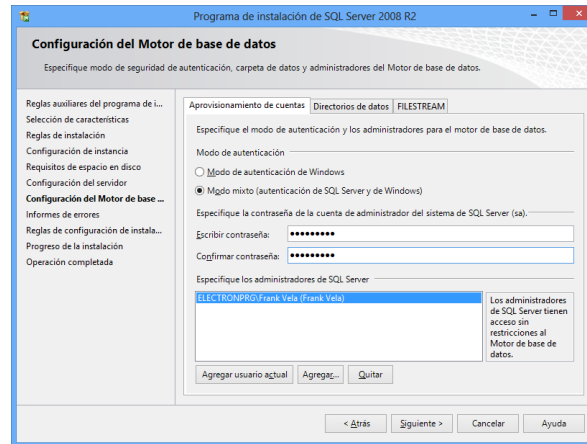 Programa de instalación de SQL Server 2008 R2
Configuración del Motor de base de datos
Especifique modo de seguridad de autenticación, carpeta de datos y administradores del Motor de base de datos.
Reglas auxiliares del programa de i...
Selección de características
Reglas de instalación
Configuración de instancia
Requisitos de espacio en disco
Configuración del servidor
Configuración del Motor de base ...
Informes de errores
Reglas de configuración de instala...
Progreso de la instalación
Operación completada
Aprovisionamiento de cuentas Directorios de datos FILESTREAM
Especifique el modo de autenticación y los administradores para el motor de base de datos.
Modo de autenticación
Modo de autenticación de Windows
Modo mixto (autenticación de SQL Server y de Windows)
Especifique la contraseña de la cuenta de administrador del sistema de SQL Server (sa).
Escribir contraseña: ●●●●●●●●●
Confirmar contraseña: ●●●●●●●●●
Especifique los administradores de SQL Server
ELECTRONPRG\Frank Vela (Frank Vela)
Los administradores
de SQL Server tienen
acceso sin
restricciones al
Motor de base de
datos.
Agregar usuario actual Agregar... Quitar
< Atrás Siguiente > Cancelar Ayuda